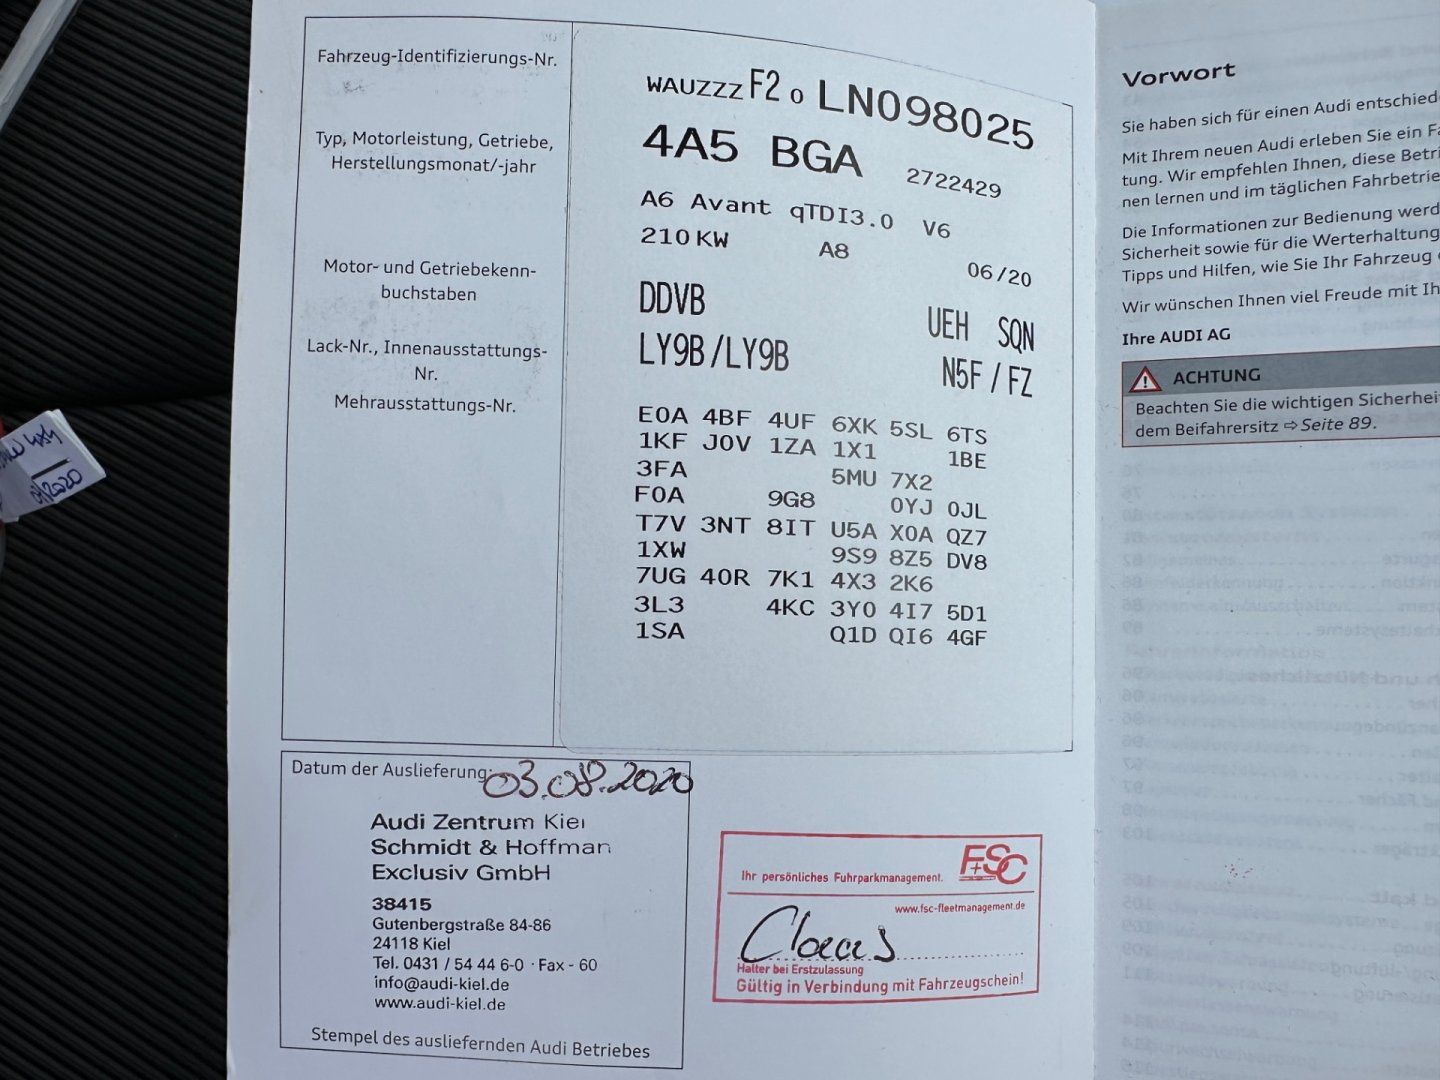 Fahrzeug-Identifizierungs-Nr.
WAUZZZ F2 0 LN098025
4A5 BGA 2722429
Typ, Motorleistung, Getriebe,
Herstellungsmonat/-jahr
A6 Avant qTDI3.0 V6
210KW A8 06/20
Motor- und Getriebekenn-
buchstaben
DDVB UEH SQN
Lack-Nr., Innenausstattungs-
Nr.
LY9B/LY9B N5F / FZ
Mehrausstattungs-Nr.
E0A 4BF 4UF 6XK 5SL 6TS
1KF J0V 1ZA 1X1 1BE
3FA 5MU 7X2
F0A 9G8 0YJ 0JL
T7V 3NT 8IT U5A X0A QZ7
1XW 9S9 8Z5 DV8
7UG 40R 7K1 4X3 2K6
3L3 4KC 3Y0 4I7 5D1
1SA Q1D QI6 4GF
Datum der Auslieferung: 03.08.2020
Audi Zentrum Kiel
Schmidt & Hoffman
Exclusiv GmbH
38415
Gutenbergstraße 84-86
24118 Kiel
Tel. 0431 / 54 44 6-0 · Fax - 60
info@audi-kiel.de
www.audi-kiel.de
Stempel des ausliefernden Audi Betriebes
F+SC
Ihr persönliches Fuhrparkmanagement.
www.fsc-fleetmanagement.de
Claus
Halter bei Erstzulassung
Gültig in Verbindung mit Fahrzeugschein!
Vorwort
Sie haben sich für einen Audi entschied
Mit Ihrem neuen Audi erleben Sie ein Fa
tung. Wir empfehlen Ihnen, diese Betri
nen lernen und im täglichen Fahrbetrie
Die Informationen zur Bedienung werd
Sicherheit sowie für die Werterhaltung
Tipps und Hilfen, wie Sie Ihr Fahrzeug
Wir wünschen Ihnen viel Freude mit Ih
Ihre AUDI AG
ACHTUNG
Beachten Sie die wichtigen Sicherheit
dem Beifahrersitz ⇨ Seite 89.
2020